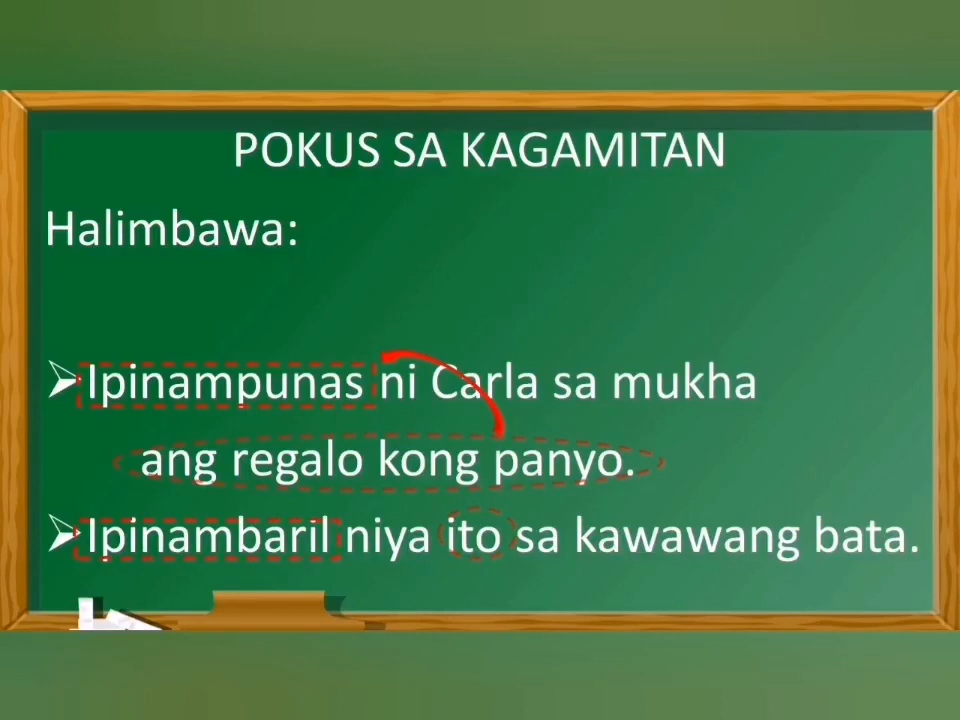 POKUS SA KAGAMITAN
Halimbawa:
➢Ipinampunas ni Carla sa mukha
ang regalo kong panyo.
➢Ipinambaril niya ito sa kawawang bata.